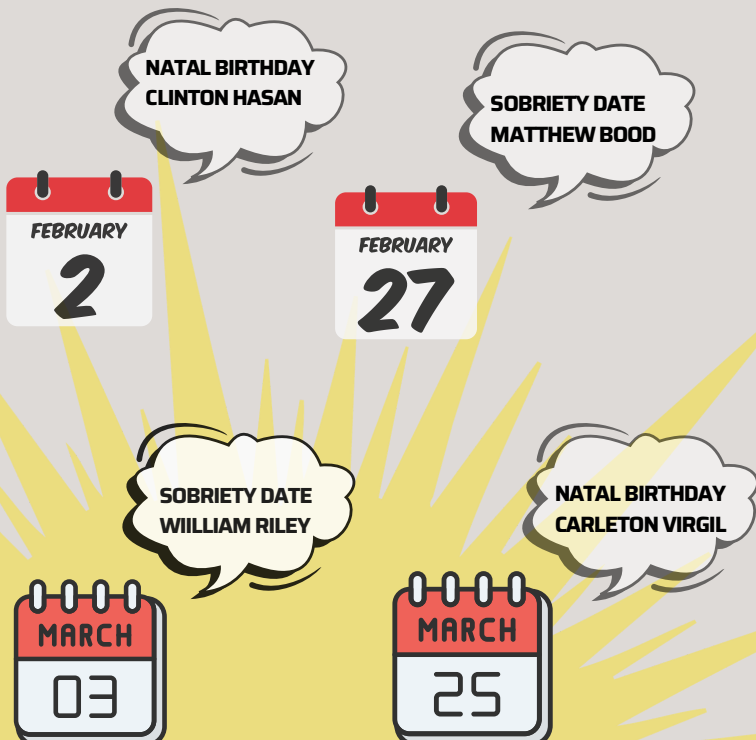 NATAL BIRTHDAY
CLINTON HASAN
SOBRIETY DATE
MATTHEW BOOD
FEBRUARY
2
FEBRUARY
27
SOBRIETY DATE
WIILLIAM RILEY
NATAL BIRTHDAY
CARLETON VIRGIL
MARCH
03
MARCH
25